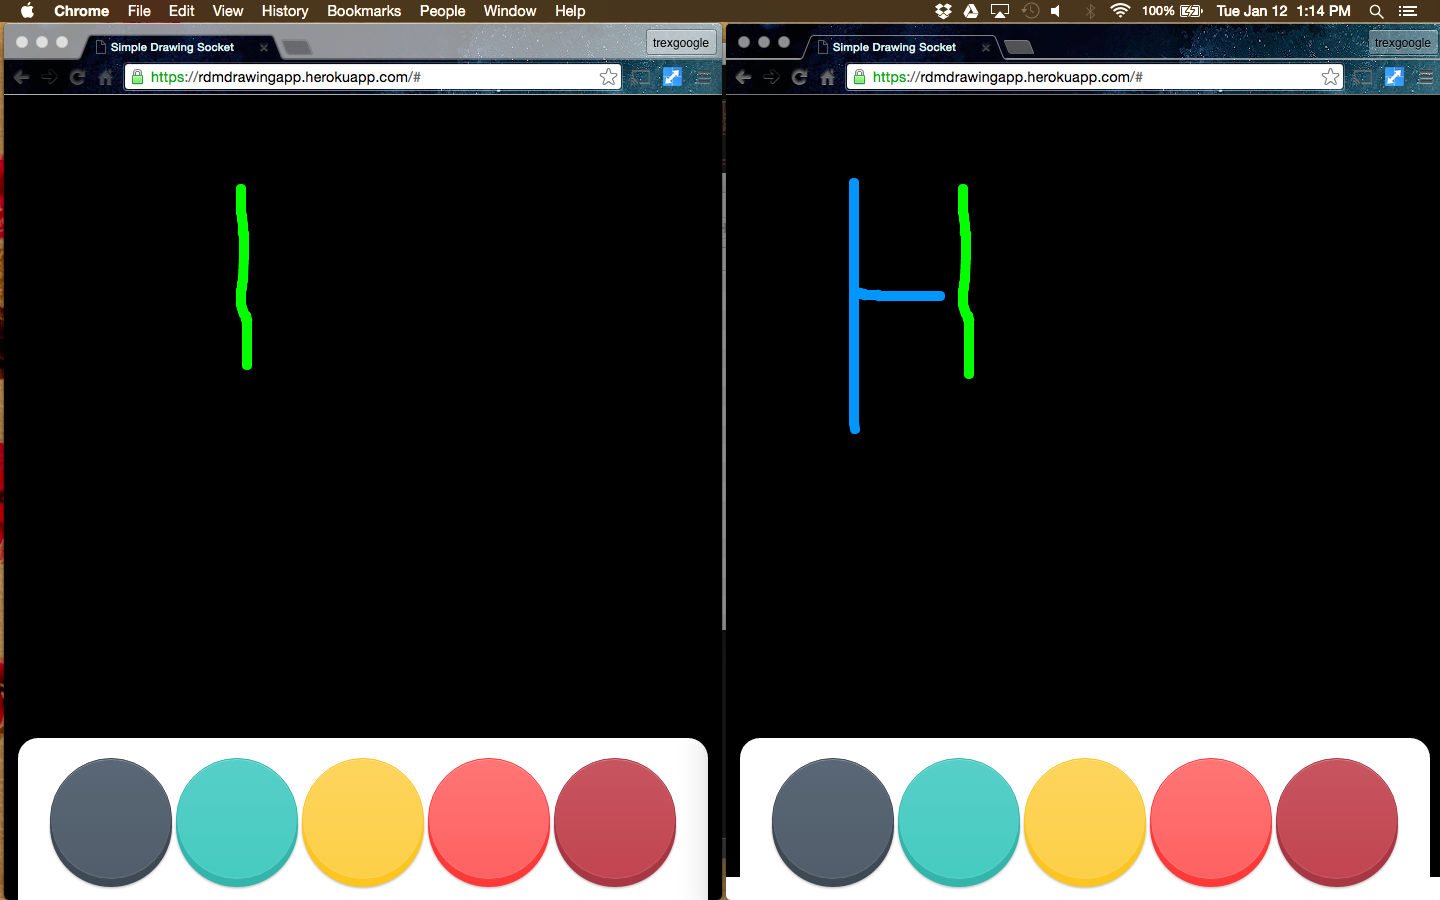 Chrome File Edit View History Bookmarks People Window Help 100% Tue Jan 12 1:14 PM
Simple Drawing Socket trexgoogle
https://rdmdrawingapp.herokuapp.com/#
Simple Drawing Socket trexgoogle
https://rdmdrawingapp.herokuapp.com/#